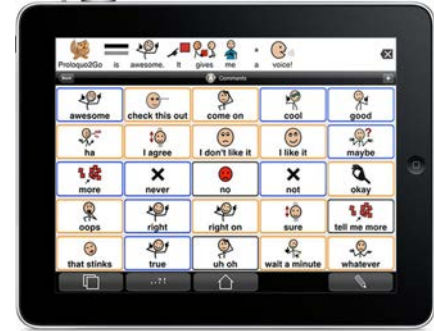 Proloquo2Go is awesome. It gives me a voice!
Back Comments
awesome check this out come on cool good
ha I agree I don't like it I like it maybe
more never no not okay
oops right right on sure tell me more
that stinks true uh oh wait a minute whatever
..?!